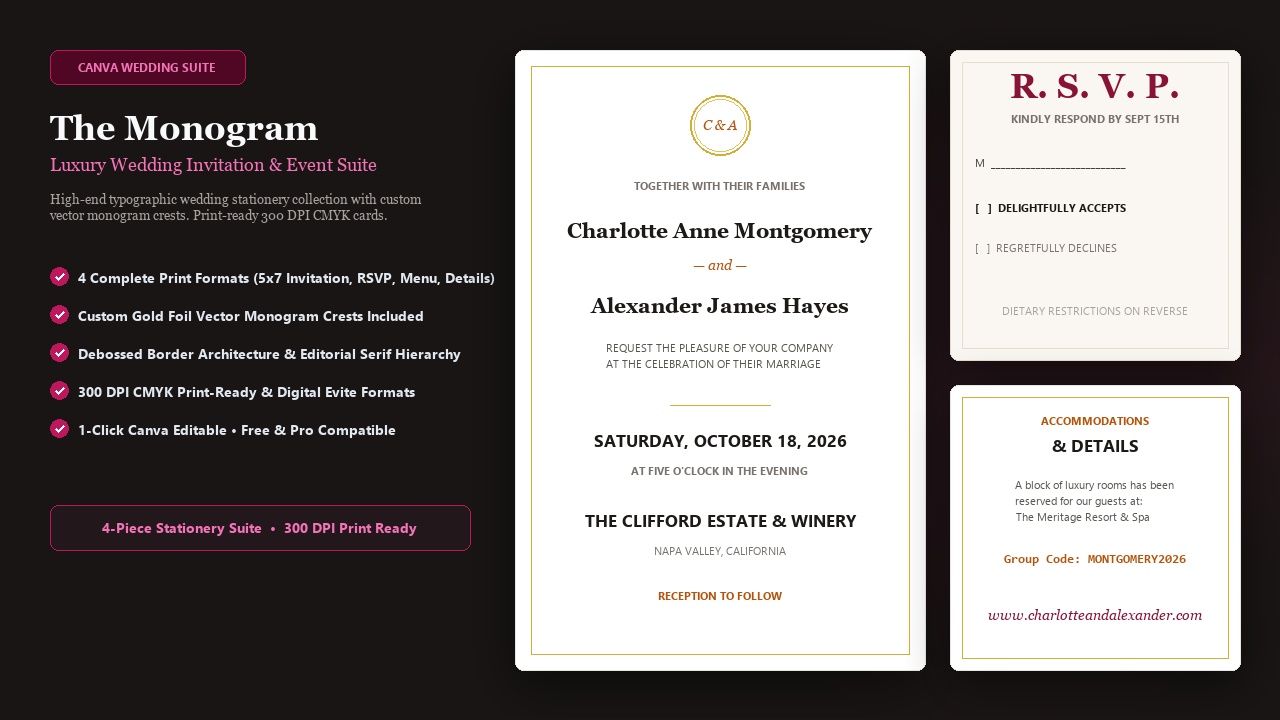 CANVA WEDDING SUITE
The Monogram
Luxury Wedding Invitation & Event Suite
High-end typographic wedding stationery collection with custom
vector monogram crests. Print-ready 300 DPI CMYK cards.
4 Complete Print Formats (5x7 Invitation, RSVP, Menu, Details)
Custom Gold Foil Vector Monogram Crests Included
Debossed Border Architecture & Editorial Serif Hierarchy
300 DPI CMYK Print-Ready & Digital Evite Formats
1-Click Canva Editable • Free & Pro Compatible
4-Piece Stationery Suite • 300 DPI Print Ready
C & A
TOGETHER WITH THEIR FAMILIES
Charlotte Anne Montgomery
— and —
Alexander James Hayes
REQUEST THE PLEASURE OF YOUR COMPANY
AT THE CELEBRATION OF THEIR MARRIAGE
SATURDAY, OCTOBER 18, 2026
AT FIVE O'CLOCK IN THE EVENING
THE CLIFFORD ESTATE & WINERY
NAPA VALLEY, CALIFORNIA
RECEPTION TO FOLLOW
R. S. V. P.
KINDLY RESPOND BY SEPT 15TH
M ___________________________
[ ] DELIGHTFULLY ACCEPTS
[ ] REGRETFULLY DECLINES
DIETARY RESTRICTIONS ON REVERSE
ACCOMMODATIONS
& DETAILS
A block of luxury rooms has been
reserved for our guests at:
The Meritage Resort & Spa
Group Code: MONTGOMERY2026
www.charlotteandalexander.com